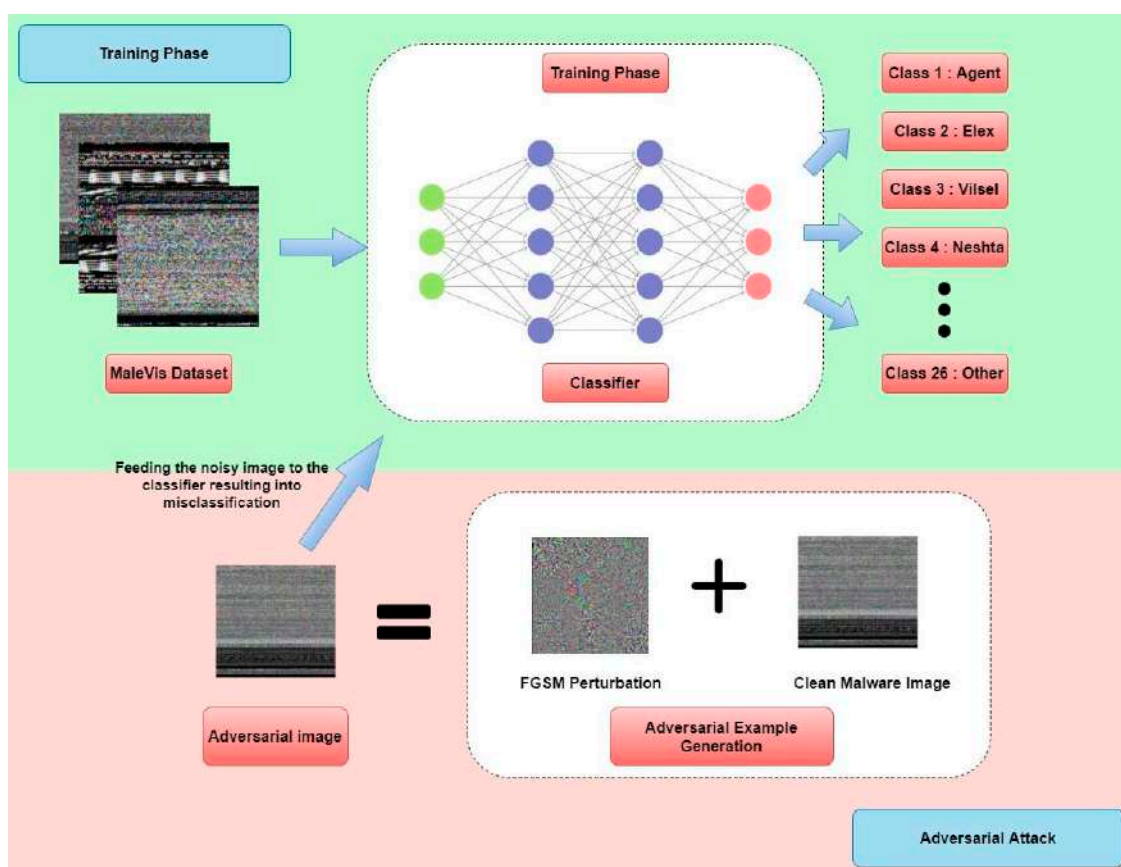 Training Phase
Training Phase
Class 1 : Agent
Class 2 : Elex
Class 3 : Vilsel
Class 4 : Neshta
MaleVis Dataset
Classifier
Class 26 : Other
Feeding the noisy image to the
classifier resulting into
misclassification
FGSM Perturbation
Clean Malware Image
Adversarial image
Adversarial Example
Generation
Adversarial Attack